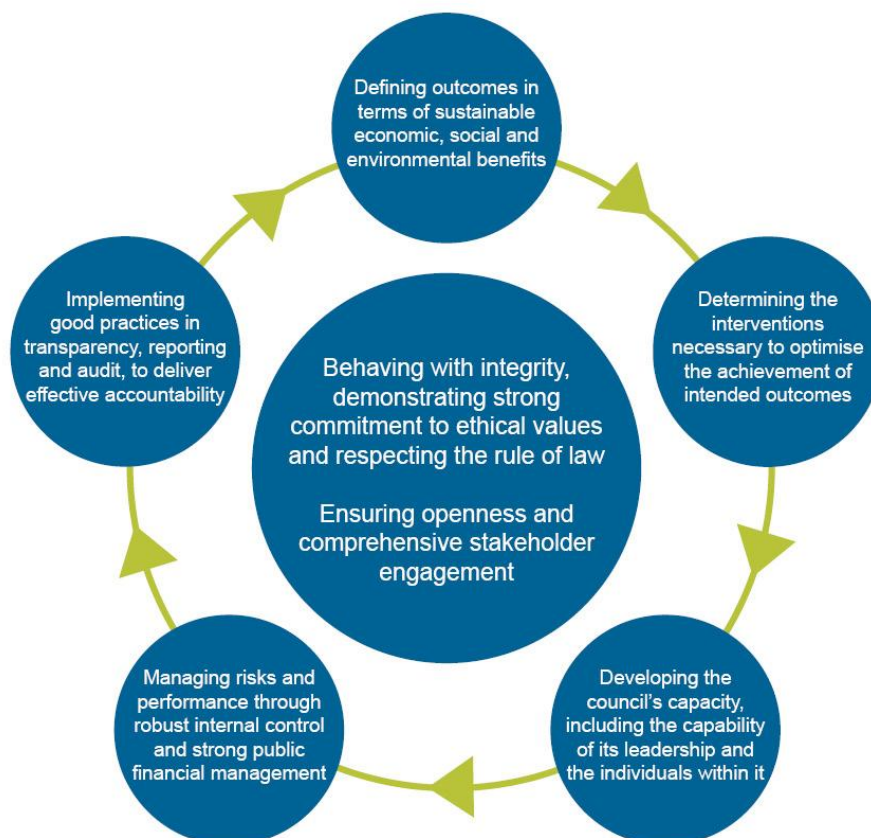 Defining outcomes in
terms of sustainable
economic, social and
environmental benefits
Determining the
interventions
necessary to optimise
the achievement of
intended outcomes
Developing the
council's capacity,
including the capability
of its leadership and
the individuals within it
Managing risks and
performance through
robust internal control
and strong public
financial management
Implementing
good practices in
transparency, reporting
and audit, to deliver
effective accountability
Behaving with integrity,
demonstrating strong
commitment to ethical values
and respecting the rule of law
Ensuring openness and
comprehensive stakeholder
engagement